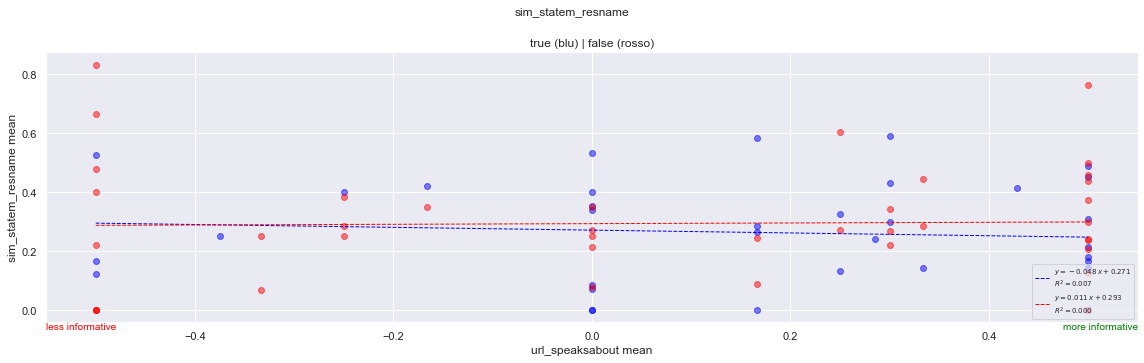 sim_statem_resname
true (blu) | false (rosso)
sim_statem_resname mean
0.8
0.6
0.4
0.2
0.0
y = −0.048 x + 0.271
R² = 0.007
y = 0.011 x + 0.293
R² = 0.000
less informative
more informative
−0.4
−0.2
0.0
0.2
0.4
url_speaksabout mean